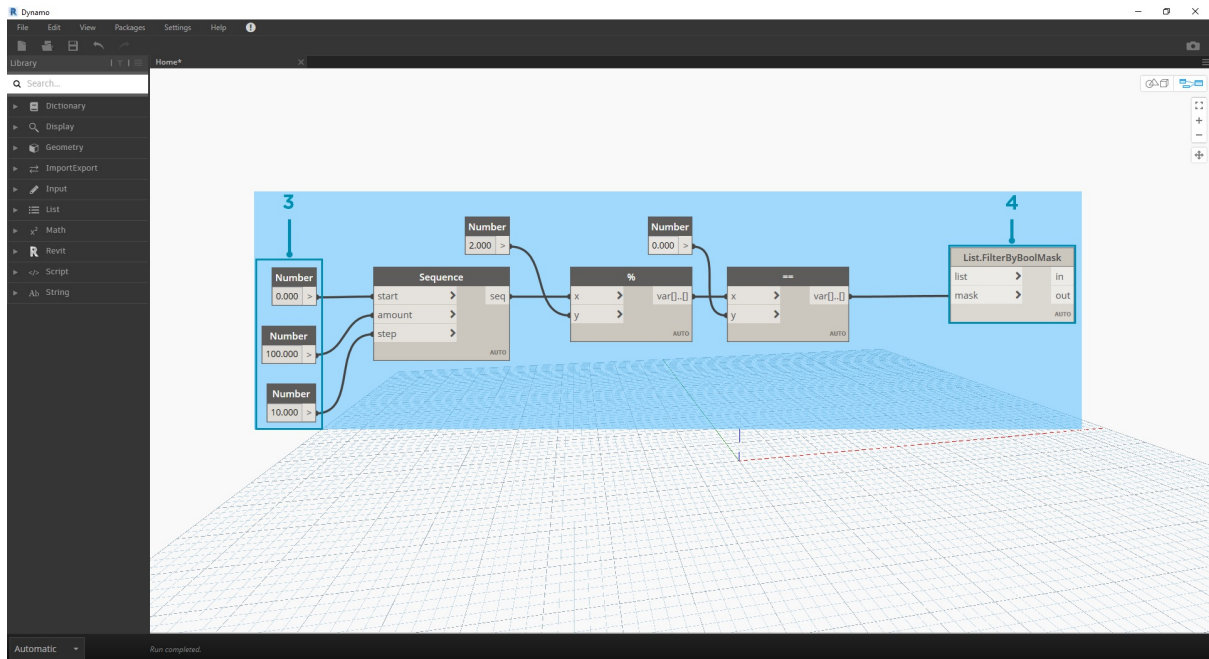 R Dynamo
File Edit View Packages Settings Help !
Library
Home*
Search...
Dictionary
Display
Geometry
ImportExport
Input
List
x² Math
R Revit
</> Script
Ab String
3
4
Number
2.000 >
Number
0.000 >
Number
0.000 >
Number
100.000 >
Number
10.000 >
Sequence
start > seq
amount >
step >
AUTO
%
x > var[]..[]
y >
AUTO
==
x > var[]..[]
y >
AUTO
List.FilterByBoolMask
list > in
mask > out
AUTO
Automatic
Run completed.